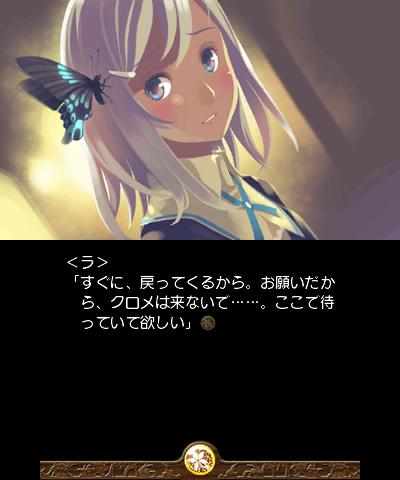 <ラ>
「すぐに、戻ってくるから。お願いだか
ら、クロメは来ないで……。ここで待
っていて欲しい」